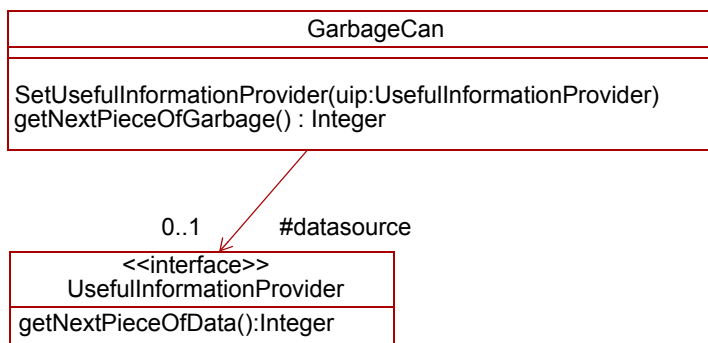 GarbageCan
SetUsefulInformationProvider(uip:UsefulInformationProvider)
getNextPieceOfGarbage() : Integer
0..1 #datasource
<<interface>>
UsefulInformationProvider
getNextPieceOfData():Integer